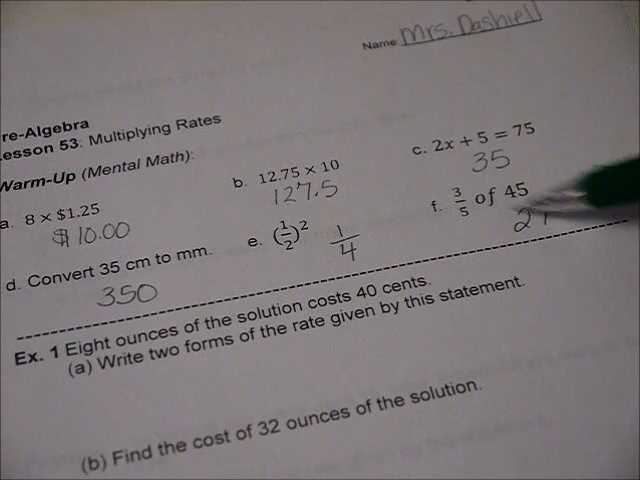 Name Mrs. Dashiell
re-Algebra
esson 53: Multiplying Rates
Warm-Up (Mental Math):
a. 8 × $1.25
$10.00
b. 12.75 × 10
127.5
c. 2x + 5 = 75
35
d. Convert 35 cm to mm.
350
e. (1/2)²
1/4
f. 3/5 of 45
27
Ex. 1 Eight ounces of the solution costs 40 cents.
(a) Write two forms of the rate given by this statement.
(b) Find the cost of 32 ounces of the solution.